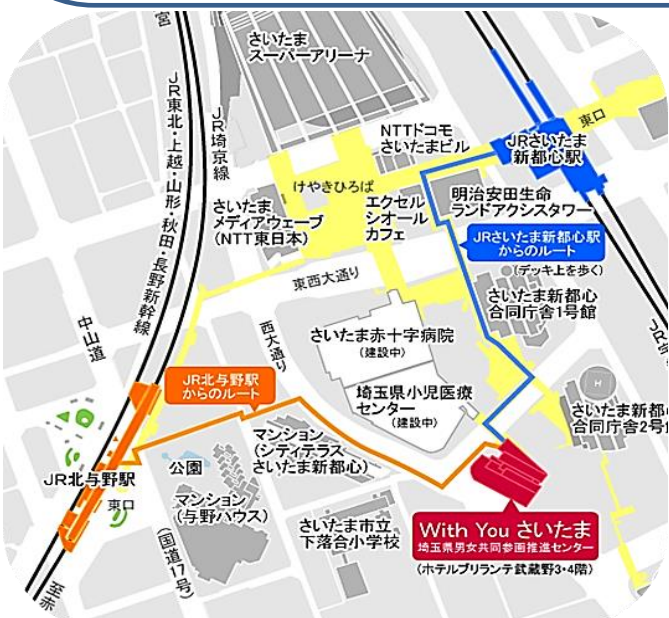 宮
さいたま
スーパーアリーナ
JR東北・上越・山形・秋田・長野新幹線
JR埼京線
NTTドコモ
さいたまビル
東口
JRさいたま
新都心駅
けやきひろば
さいたま
メディアウェーブ
(NTT東日本)
エクセル
シオール
カフェ
明治安田生命
ランドアクシスタワー
JRさいたま新都心駅
からのルート
(デッキ上を歩く)
東西大通り
さいたま新都心
合同庁舎1号館
中山道
西大通り
さいたま赤十字病院
(建設中)
JR北与野駅
からのルート
埼玉県小児医療
センター
(建設中)
H
さいたま新都
合同庁舎2号館
マンション
(シティテラス
さいたま新都心)
公園
JR北与野駅
東口
マンション
(与野ハウス)
(国道17号)
さいたま市立
下落合小学校
With You さいたま
埼玉県男女共同参画推進センター
(ホテルブリランテ武蔵野3・4階)
至赤